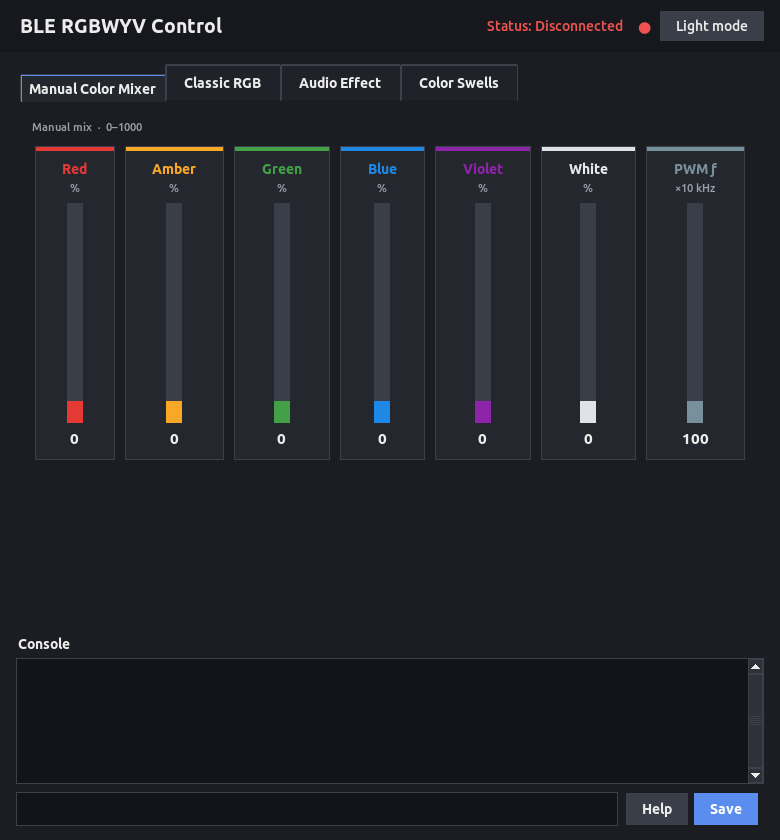 BLE RGBWYV Control
Status: Disconnected
Light mode
Manual Color Mixer
Classic RGB
Audio Effect
Color Swells
Manual mix · 0–1000
Red
Amber
Green
Blue
Violet
White
PWM ƒ
%
%
%
%
%
%
×10 kHz
0
0
0
0
0
0
100
Console
Help
Save